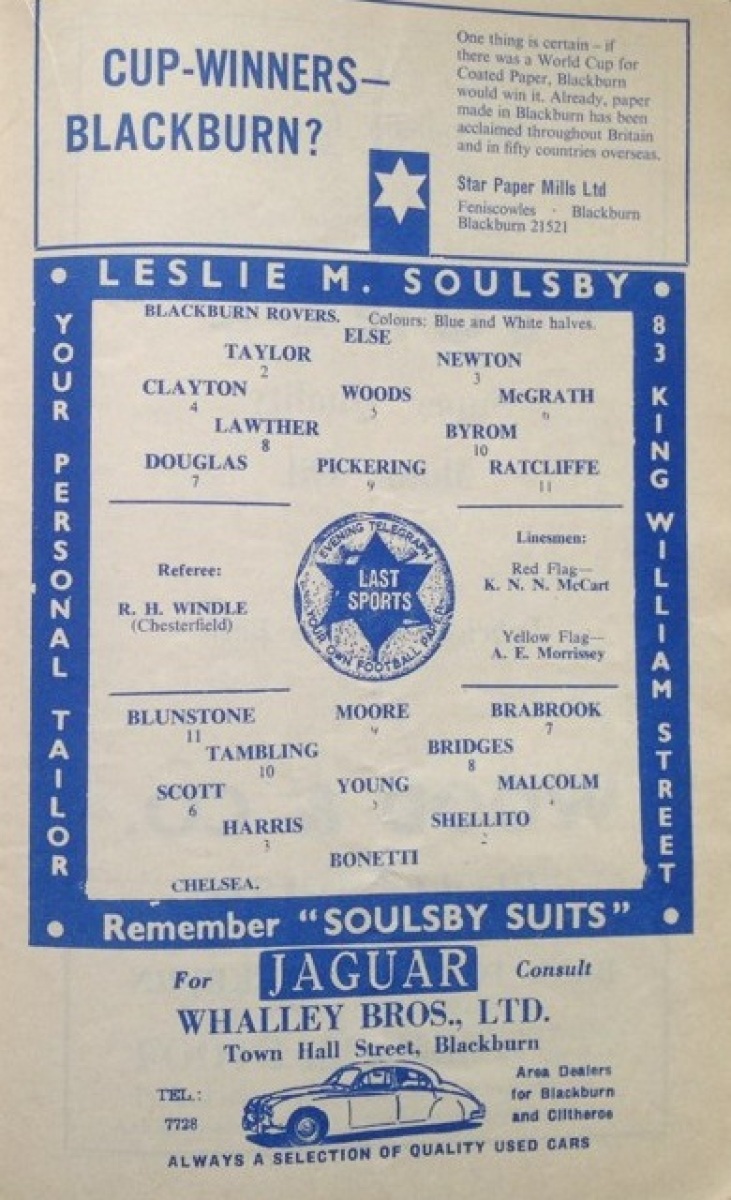 CUP-WINNERS—
BLACKBURN?
One thing is certain – if
there was a World Cup for
Coated Paper, Blackburn
would win it. Already, paper
made in Blackburn has been
acclaimed throughout Britain
and in fifty countries overseas.
Star Paper Mills Ltd
Feniscowles · Blackburn
Blackburn 21521
• LESLIE M. SOULSBY •
YOUR PERSONAL TAILOR
83 KING WILLIAM STREET
BLACKBURN ROVERS. Colours: Blue and White halves.
ELSE
TAYLOR NEWTON
2 3
CLAYTON WOODS McGRATH
4 5 6
LAWTHER BYROM
8 10
DOUGLAS PICKERING RATCLIFFE
7 9 11
Referee:
R. H. WINDLE
(Chesterfield)
EVENING TELEGRAPH
LAST
SPORTS
YOUR OWN FOOTBALL PAPER
Linesmen:
Red Flag—
K. N. N. McCart
Yellow Flag—
A. E. Morrissey
BLUNSTONE MOORE BRABROOK
11 9 7
TAMBLING BRIDGES
10 8
SCOTT YOUNG MALCOLM
6 5 4
HARRIS SHELLITO
3 2
BONETTI
CHELSEA.
• Remember "SOULSBY SUITS" •
For JAGUAR Consult
WHALLEY BROS., LTD.
Town Hall Street, Blackburn
TEL.:
7728
Area Dealers
for Blackburn
and Clitheroe
ALWAYS A SELECTION OF QUALITY USED CARS